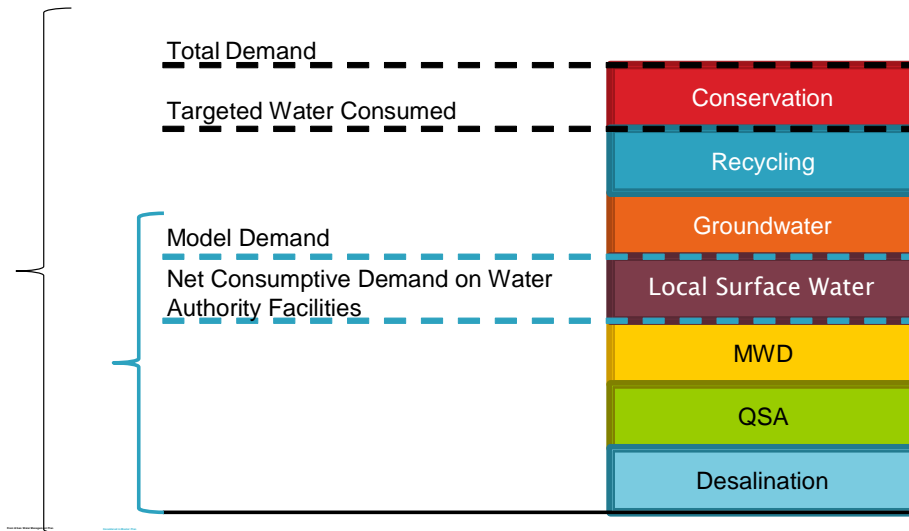 Total Demand
Conservation
Targeted Water Consumed
Recycling
Groundwater
Model Demand
Net Consumptive Demand on Water
Authority Facilities
Local Surface Water
MWD
QSA
Desalination